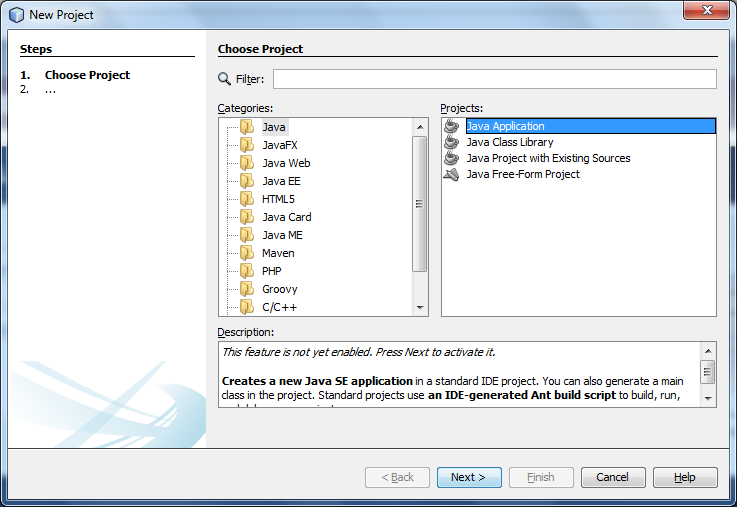 New Project
Steps
1. Choose Project
2. ...
Choose Project
Filter:
Categories:
Java
JavaFX
Java Web
Java EE
HTML5
Java Card
Java ME
Maven
PHP
Groovy
C/C++
Projects:
Java Application
Java Class Library
Java Project with Existing Sources
Java Free-Form Project
Description:
This feature is not yet enabled. Press Next to activate it.
Creates a new Java SE application in a standard IDE project. You can also generate a main
class in the project. Standard projects use an IDE-generated Ant build script to build, run,
< Back
Next >
Finish
Cancel
Help